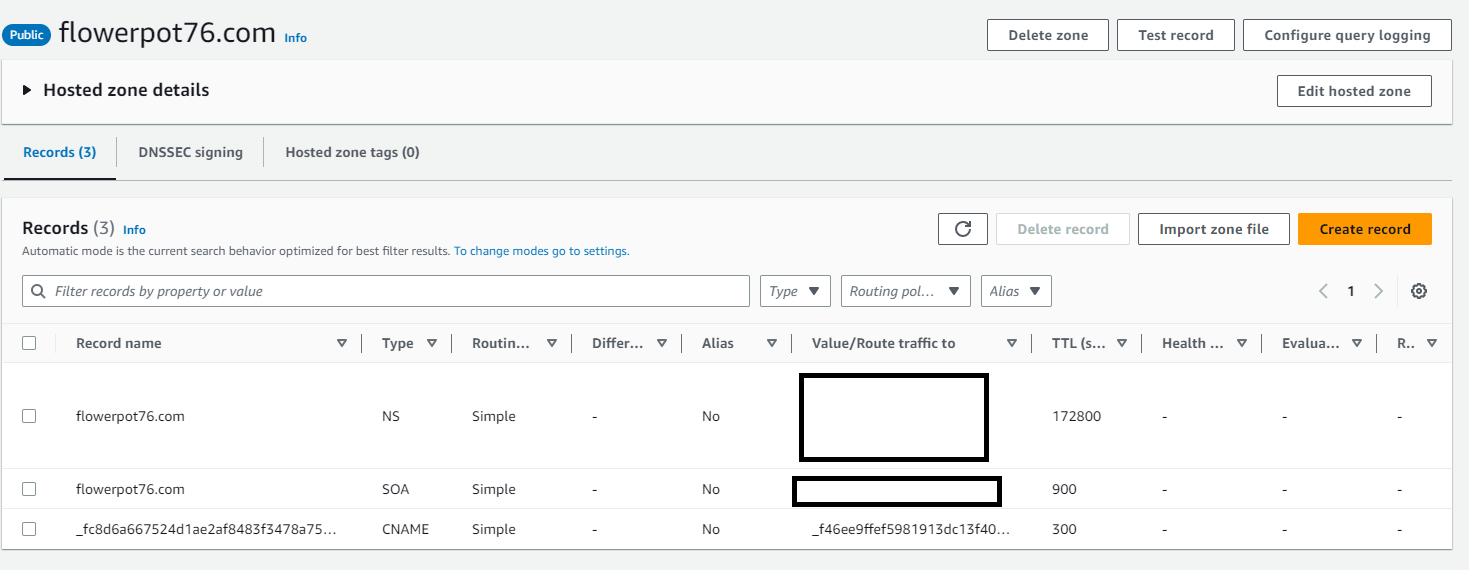 Public flowerpot76.com Info Delete zone Test record Configure query logging
Hosted zone details Edit hosted zone
Records (3) DNSSEC signing Hosted zone tags (0)
Records (3) Info Delete record Import zone file Create record
Automatic mode is the current search behavior optimized for best filter results. To change modes go to settings.
Filter records by property or value Type Routing pol... Alias 1
Record name Type Routin... Differ... Alias Value/Route traffic to TTL (s... Health ... Evalua... R..
flowerpot76.com NS Simple - No 172800 - - -
flowerpot76.com SOA Simple - No 900 - - -
_fc8d6a667524d1ae2af8483f3478a75... CNAME Simple - No _f46ee9ffef5981913dc13f40... 300 - - -